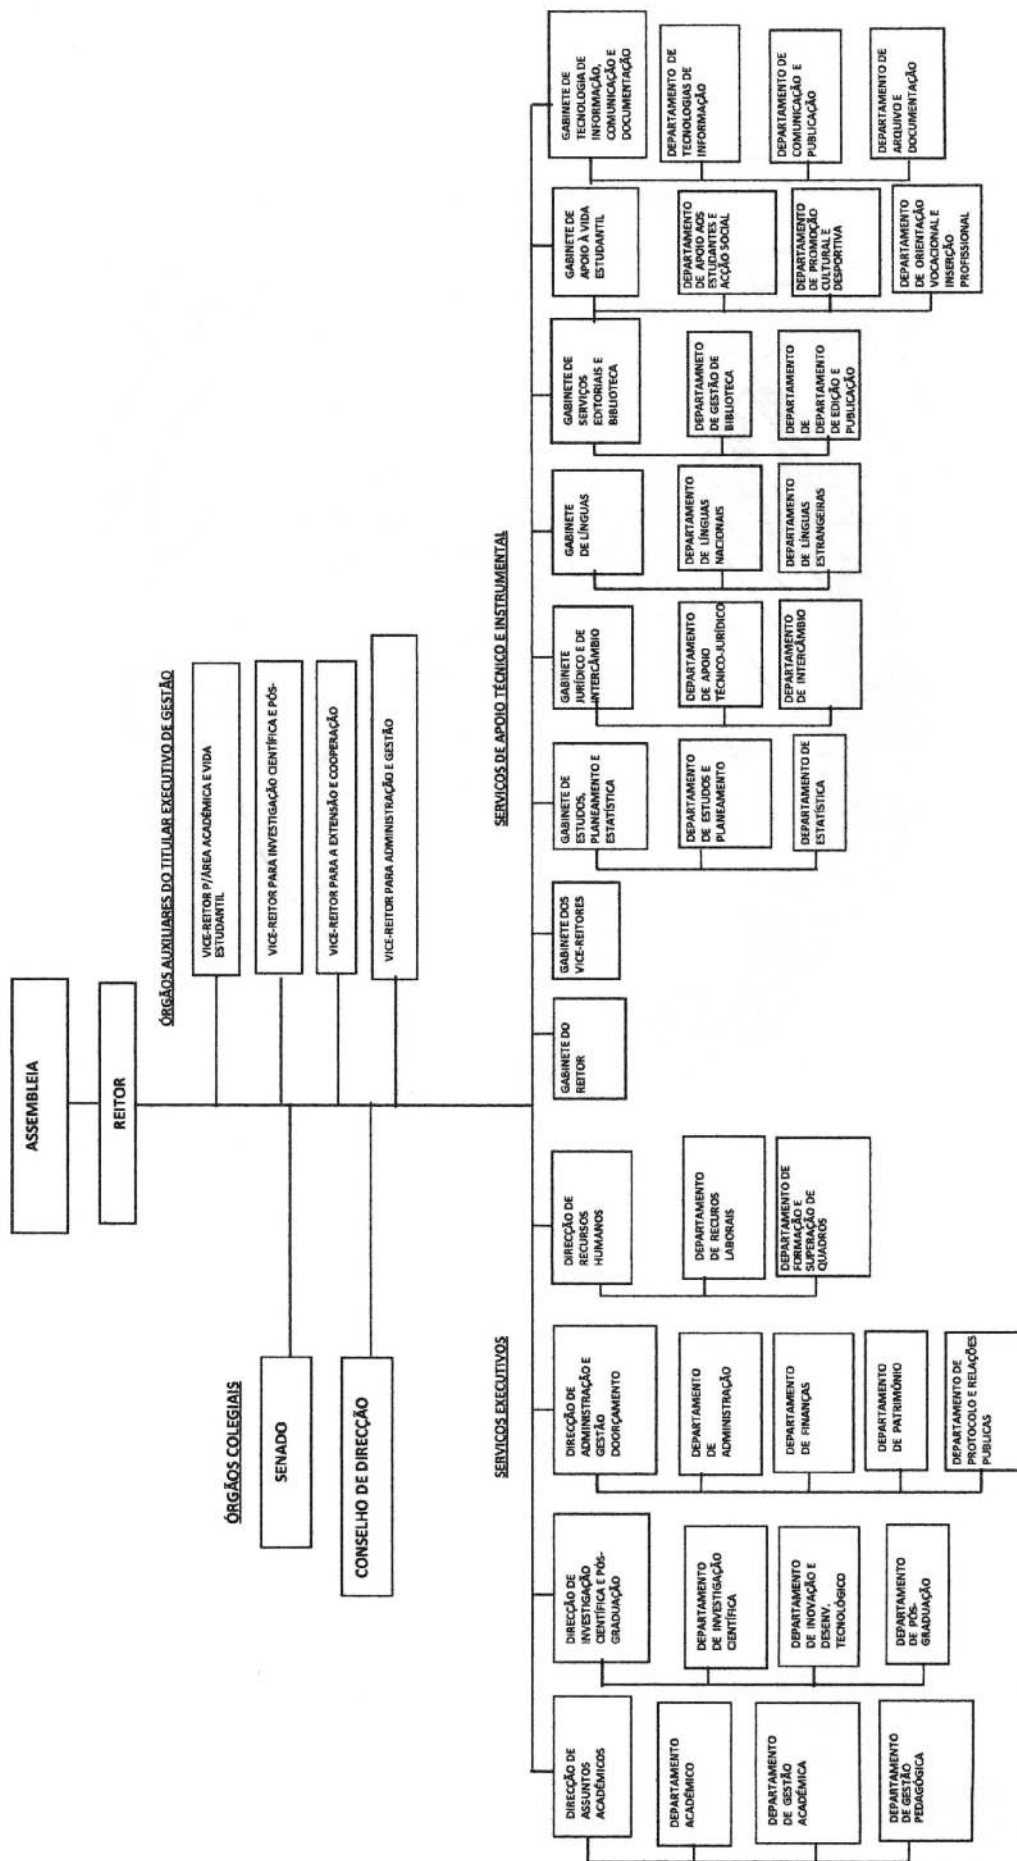 ASSEMBLEIA
REITOR
ÓRGÃOS AUXILIARES DO TITULAR EXECUTIVO DE GESTÃO
VICE-REITOR P/ÁREA ACADÉMICA E VIDA
ESTUDANTIL
VICE-REITOR PARA INVESTIGAÇÃO CIENTÍFICA E PÓS-
VICE-REITOR PARA A EXTENSÃO E COOPERAÇÃO
VICE-REITOR PARA ADMINISTRAÇÃO E GESTÃO
ÓRGÃOS COLEGIAIS
SENADO
CONSELHO DE DIRECÇÃO
SERVIÇOS EXECUTIVOS
DIRECÇÃO DE
ASSUNTOS
ACADÉMICOS
DEPARTAMENTO
ACADÉMICO
DEPARTAMENTO
DE GESTÃO
ACADÉMICA
DEPARTAMENTO
DE GESTÃO
PEDAGÓGICA
DIRECÇÃO DE
INVESTIGAÇÃO
CIENTÍFICA E PÓS-
GRADUAÇÃO
DEPARTAMENTO
DE INVESTIGAÇÃO
CIENTÍFICA
DEPARTAMENTO
DE INOVAÇÃO E
DESENV.
TECNOLÓGICO
DEPARTAMENTO
DE PÓS-
GRADUAÇÃO
DIRECÇÃO DE
ADMINISTRAÇÃO E
GESTÃO
DOORÇAMENTO
DEPARTAMENTO
DE
ADMINISTRAÇÃO
DEPARTAMENTO
DE FINANÇAS
DEPARTAMENTO
DE PATRIMÓNIO
DEPARTAMENTO DE
PROTOCOLO E RELAÇÕES
PUBLICAS
DIRECÇÃO DE
RECURSOS
HUMANOS
DEPARTAMENTO
DE RECUROS
LABORAIS
DEPARTAMENTO DE
FORMAÇÃO E
SUPERAÇÃO DE
QUADROS
SERVIÇOS DE APOIO TÉCNICO E INSTRUMENTAL
GABINETE DO
REITOR
GABINETE DOS
VICE-REITORES
GABINETE DE
ESTUDOS,
PLANEAMENTO E
ESTATÍSTICA
DEPARTAMENTO
DE ESTUDOS E
PLANEAMENTO
DEPARTAMENTO DE
ESTATÍSTICA
GABINETE
JURÍDICO E DE
INTERCÂMBIO
DEPARTAMENTO
DE APOIO
TÉCNICO-JURÍDICO
DEPARTAMENTO
DE INTERCÂMBIO
GABINETE
DE LÍNGUAS
DEPARTAMENTO
DE LÍNGUAS
NACIONAIS
DEPARTAMENTO
DE LÍNGUAS
ESTRANGEIRAS
GABINETE DE
SERVIÇOS
EDITORIAIS E
BIBLIOTECA
DEPARTAMNETO
DE GESTÃO DE
BIBLIOTECA
DEPARTAMENTO
DE
DEPARTAMENTO
DE EDIÇÃO E
PUBLICAÇÃO
GABINETE DE
APOIO À VIDA
ESTUDANTIL
DEPARTAMENTO
DE APOIO AOS
ESTUDANTES E
ACÇÃO SOCIAL
DEPARTAMENTO
DE PROMOÇÃO
CULTURAL E
DESPORTIVA
DEPARTAMENTO
DE ORIENTAÇÃO
VOCACIONAL E
INSERÇÃO
PROFISSIONAL
GABINETE DE
TECNOLOGIA DE
INFORMAÇÃO,
COMUNICAÇÃO E
DOCUMENTAÇÃO
DEPARTAMENTO DE
TECNOLOGIAS DE
INFORMAÇÃO
DEPARTAMENTO DE
COMUNICAÇÃO E
PUBLICAÇÃO
DEPARTAMENTO DE
ARQUIVO E
DOCUMENTAÇÃO